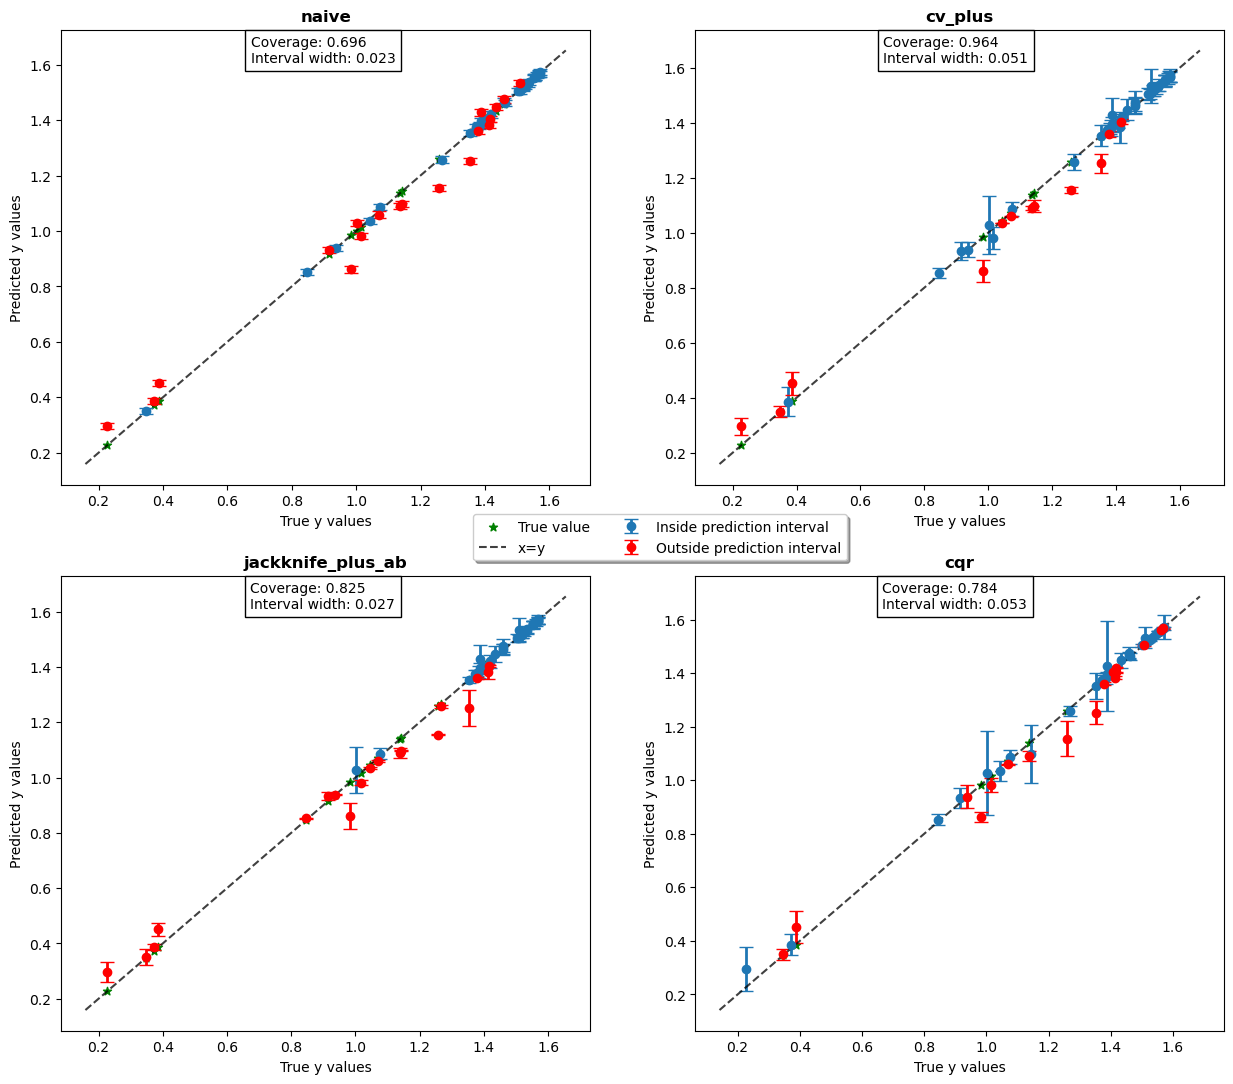 naive
Coverage: 0.696
Interval width: 0.023
Predicted y values
1.6
1.4
1.2
1.0
0.8
0.6
0.4
0.2
0.2 0.4 0.6 0.8 1.0 1.2 1.4 1.6
True y values
cv_plus
Coverage: 0.964
Interval width: 0.051
Predicted y values
1.6
1.4
1.2
1.0
0.8
0.6
0.4
0.2
0.2 0.4 0.6 0.8 1.0 1.2 1.4 1.6
True y values
True value
x=y
Inside prediction interval
Outside prediction interval
jackknife_plus_ab
Coverage: 0.825
Interval width: 0.027
Predicted y values
1.6
1.4
1.2
1.0
0.8
0.6
0.4
0.2
0.2 0.4 0.6 0.8 1.0 1.2 1.4 1.6
True y values
cqr
Coverage: 0.784
Interval width: 0.053
Predicted y values
1.6
1.4
1.2
1.0
0.8
0.6
0.4
0.2
0.2 0.4 0.6 0.8 1.0 1.2 1.4 1.6
True y values